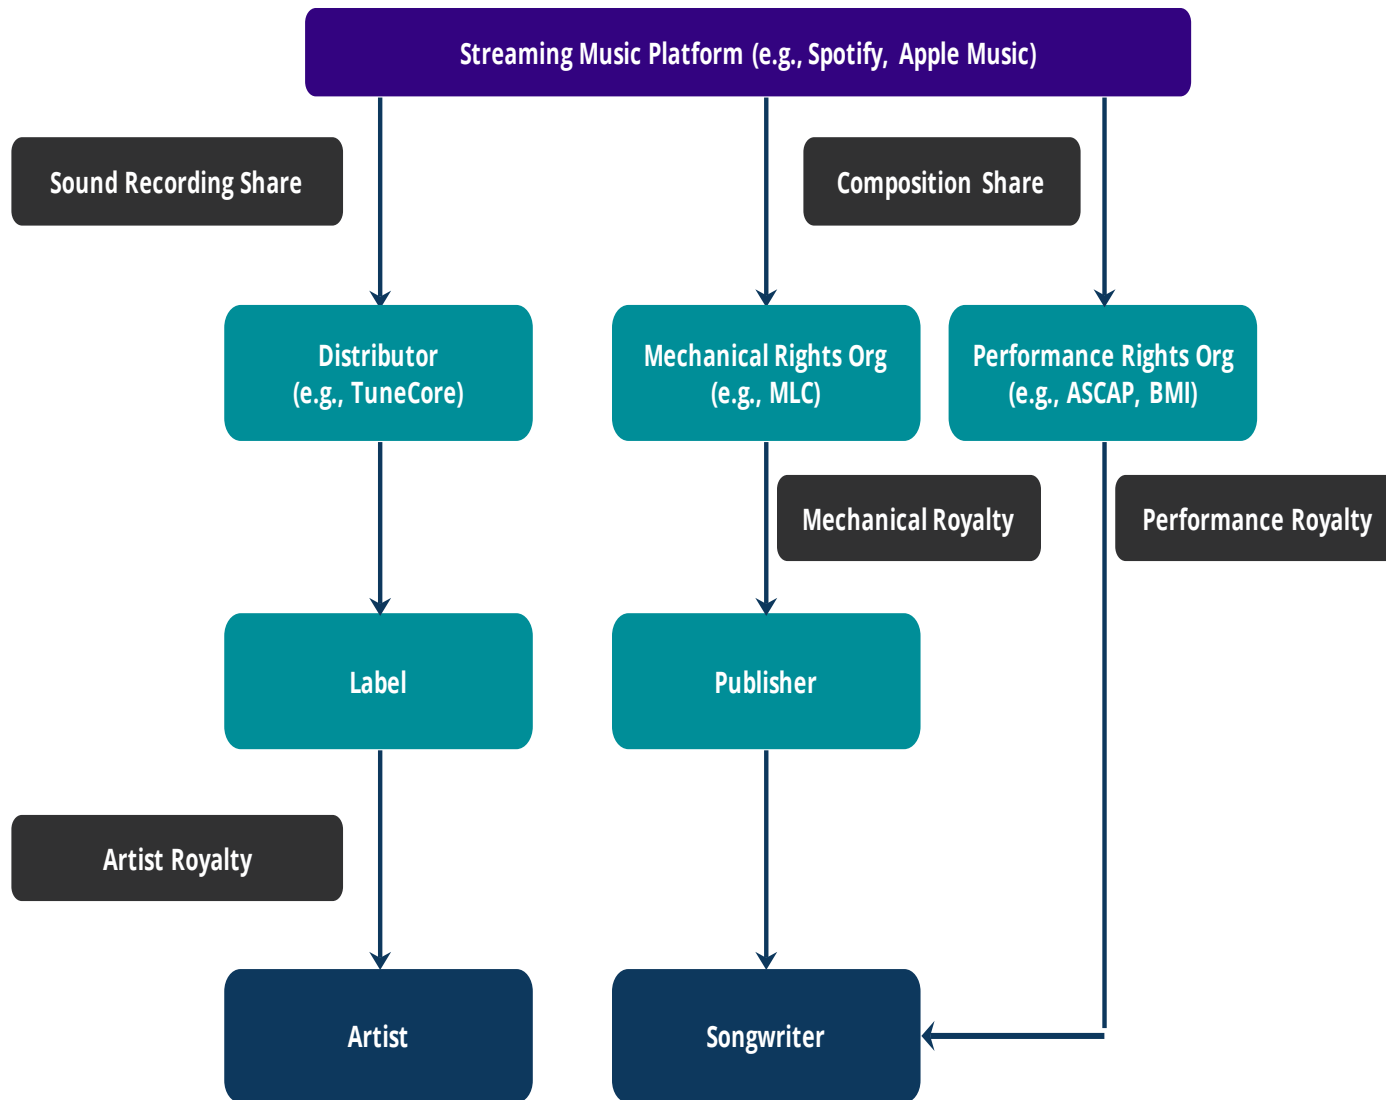 Streaming Music Platform (e.g., Spotify, Apple Music)
Sound Recording Share
Composition Share
Distributor
(e.g., TuneCore)
Mechanical Rights Org
(e.g., MLC)
Performance Rights Org
(e.g., ASCAP, BMI)
Mechanical Royalty
Performance Royalty
Label
Publisher
Artist Royalty
Artist
Songwriter